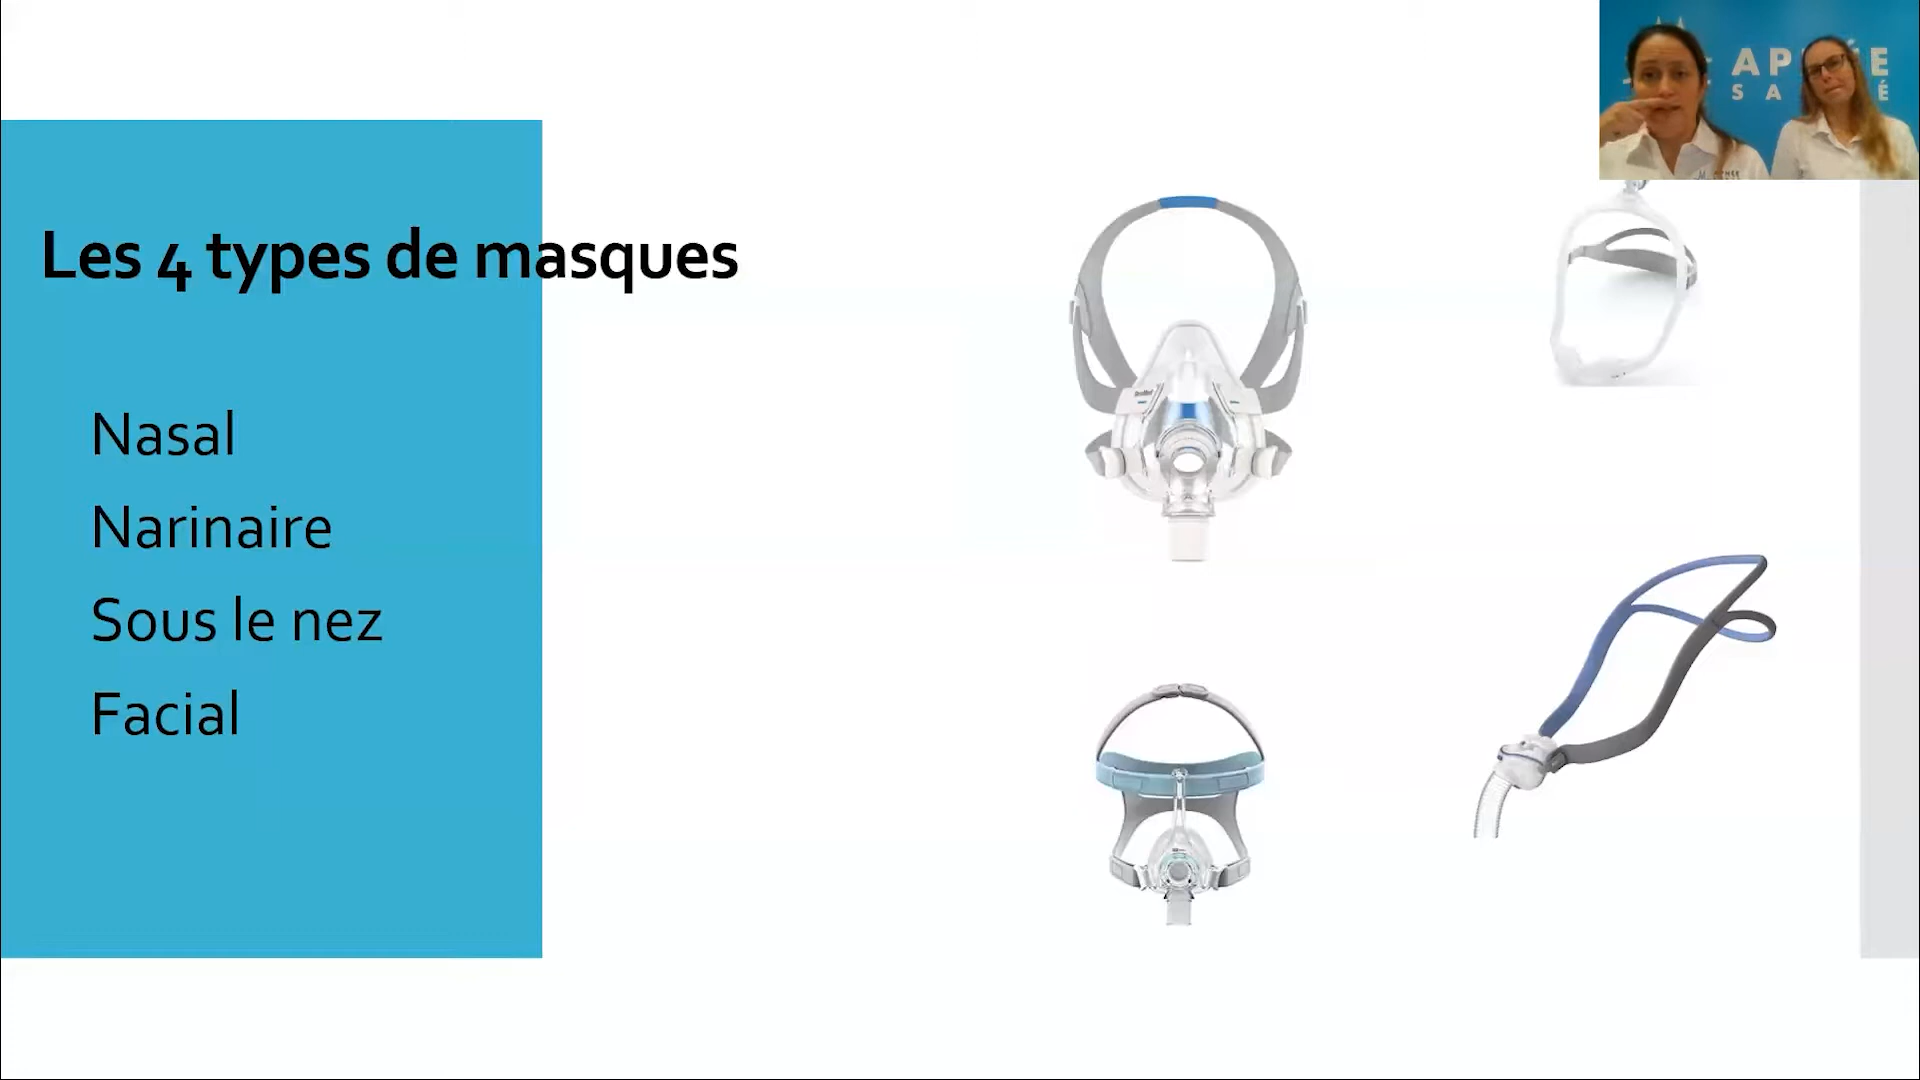 Les 4 types de masques
Nasal
Narinaire
Sous le nez
Facial